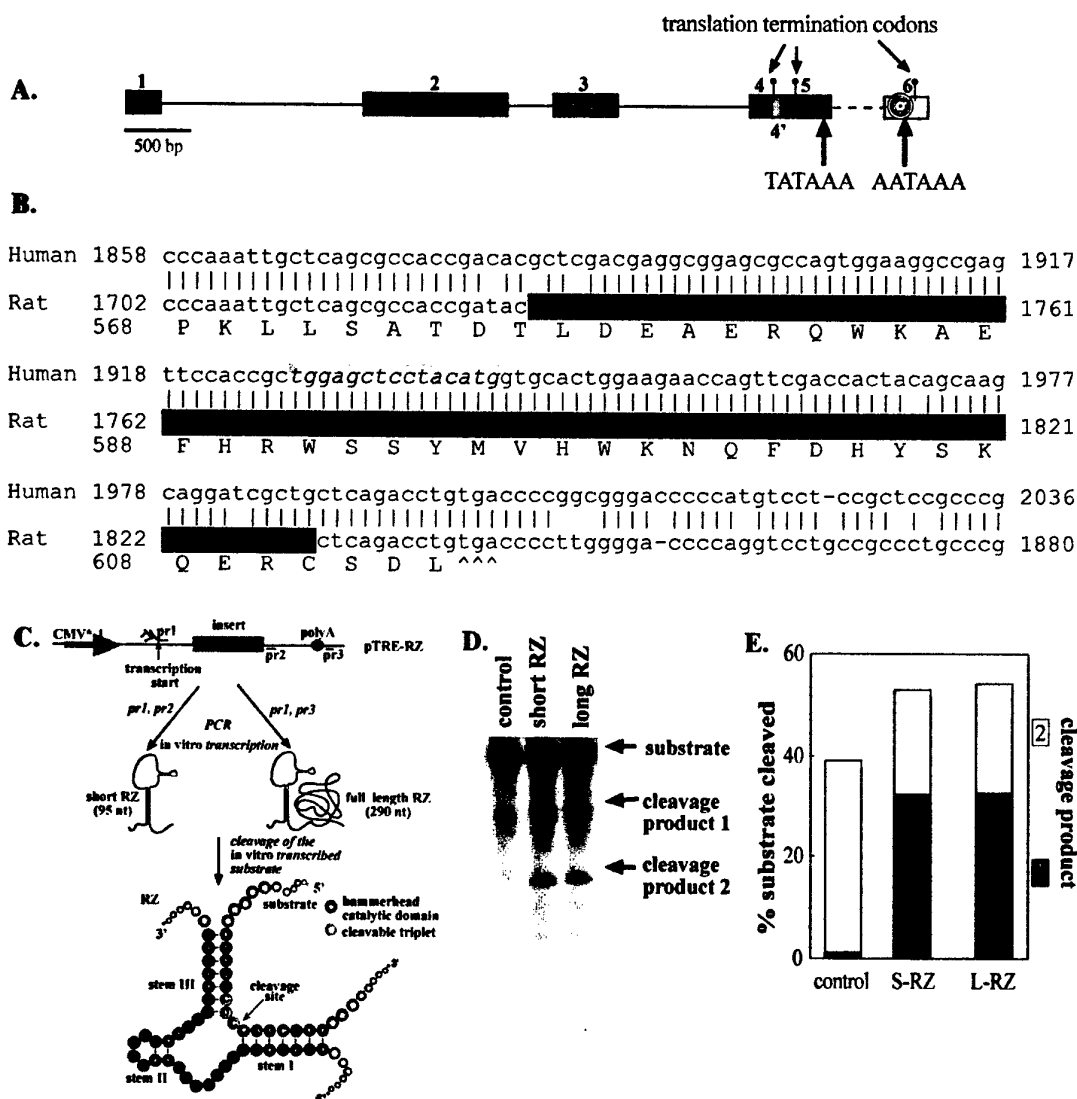 translation termination codons
A.
1
2
3
4
5
6
4'
500 bp
TATAAA AATAAA
B.
Human 1858 cccaaattgctcagcgccaccgacacgctcgacgaggcggagcgccagtggaaggccgag 1917
Rat 1702 cccaaattgctcagcgccaccgatac 1761
568 P K L L S A T D T L D E A E R Q W K A E
Human 1918 ttccaccgctggagctcctacatggtgcactggaagaaccagttcgaccactacagcaag 1977
Rat 1762 1821
588 F H R W S S Y M V H W K N Q F D H Y S K
Human 1978 caggatcgctgctcagacctgtgaccccggcgggacccccatgtcct-ccgctccgcccg 2036
Rat 1822 ctcagacctgtgacccccttgggga-ccccaggtcctgccgccctgcccg 1880
608 Q E R C S D L ^^^
C.
CMV*-1
pr1
insert
polyA
pr2
pr3
pTRE-RZ
transcription
start
pr1, pr2
pr1, pr3
PCR
in vitro transcription
short RZ
(95 nt)
full length RZ
(290 nt)
cleavage of the
in vitro transcribed
substrate
RZ
3'
substrate
5'
hammerhead
catalytic domain
cleavable triplet
stem III
cleavage
site
stem II
stem I
3'
5'
D.
control
short RZ
long RZ
substrate
cleavage
product 1
cleavage
product 2
E.
% substrate cleaved
60
40
20
0
control
S-RZ
L-RZ
2
cleavage product